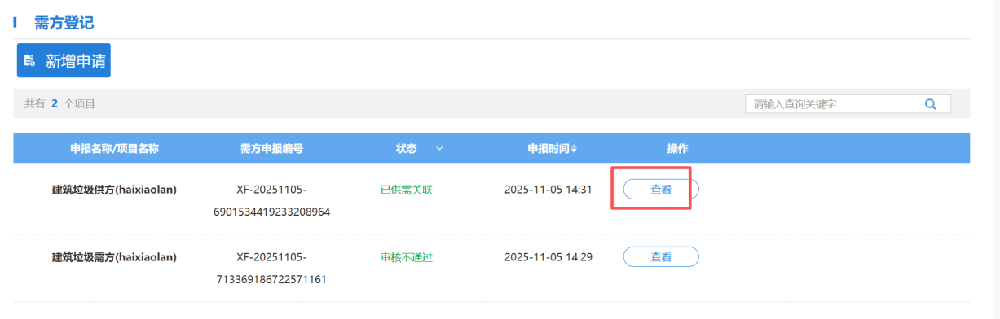 需方登记
新增申请
共有 2 个项目
请输入查询关键字
申报名称/项目名称 需方申报编号 状态 申报时间 操作
建筑垃圾供方(haixiaolan) XF-20251105- 已供需关联 2025-11-05 14:31 查看
6901534419233208964
建筑垃圾需方(haixiaolan) XF-20251105- 审核不通过 2025-11-05 14:29 查看
713369186722571161